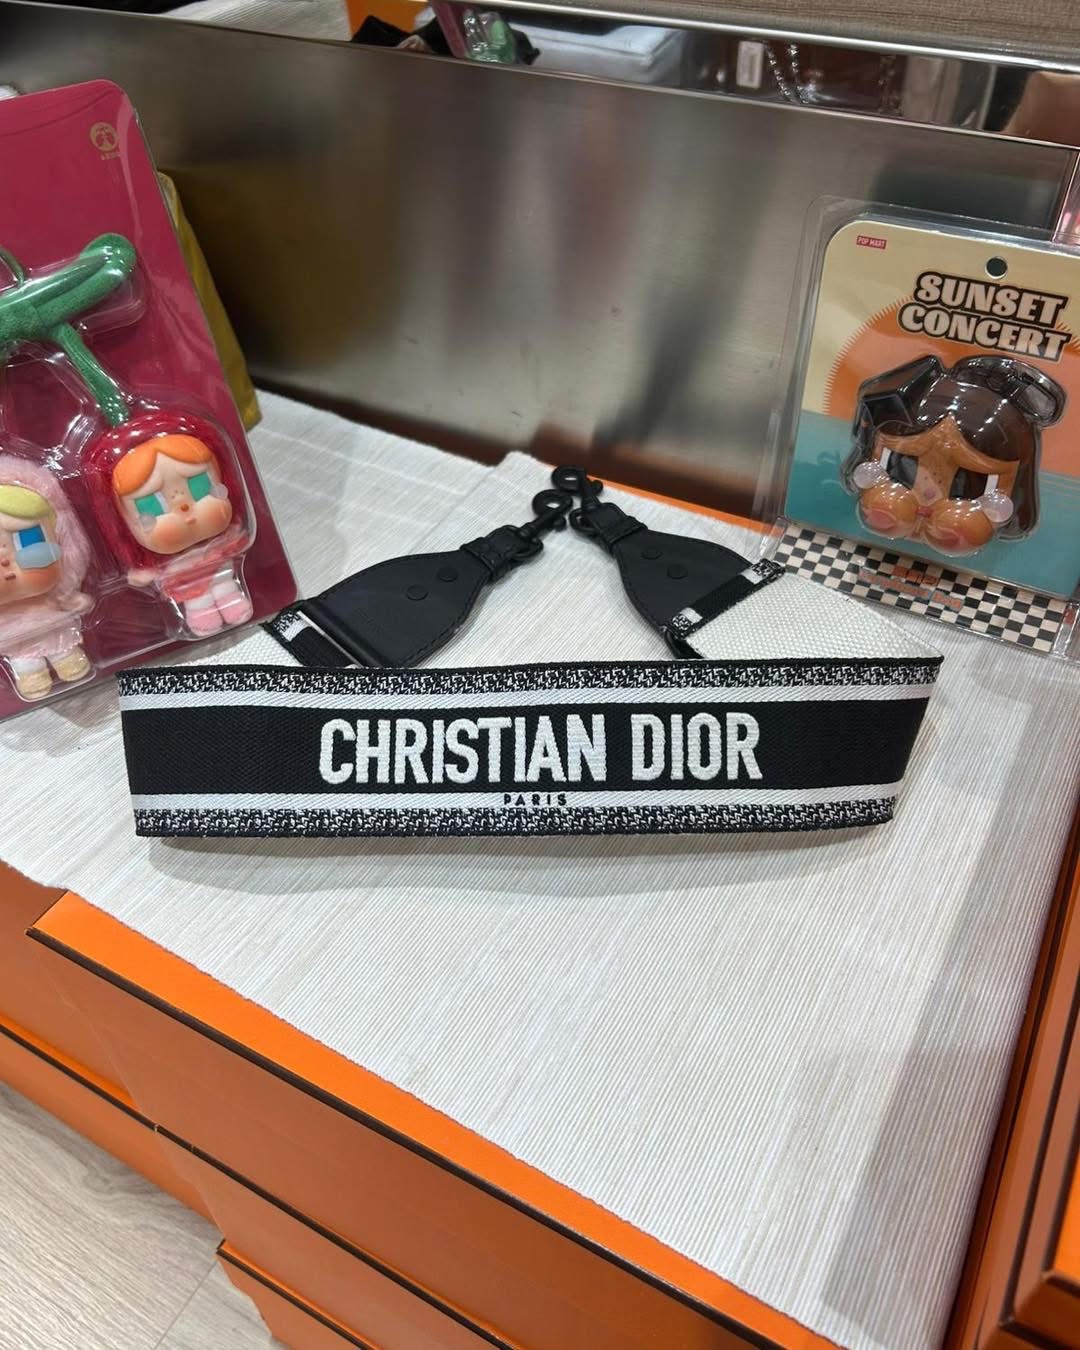 POP MART
SUNSET
CONCERT
CHRISTIAN DIOR
PARIS